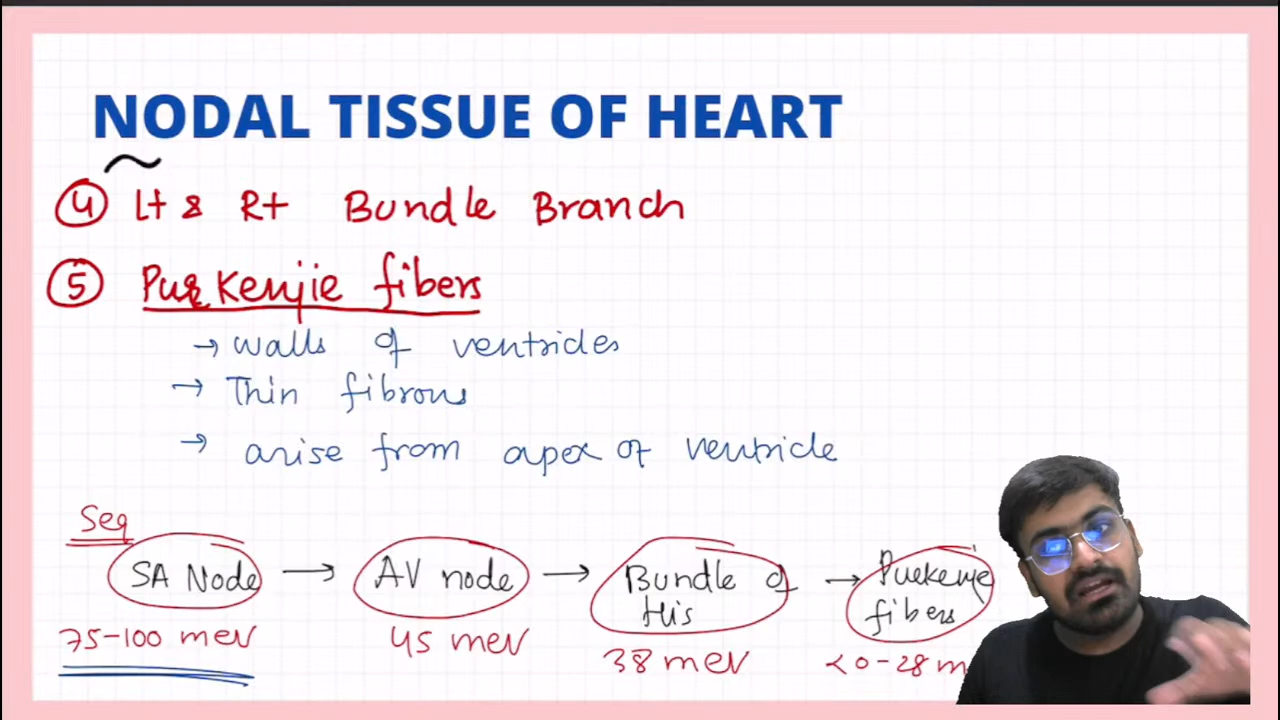 NODAL TISSUE OF HEART
④ Lt & Rt Bundle Branch
⑤ Purkenjie fibers
→ walls of ventricles
→ Thin fibrous
→ arise from apex of ventricle
Seq
SA Node → AV node → Bundle of His → Purkenje fibers
75-100 mev 45 mev 38 mev